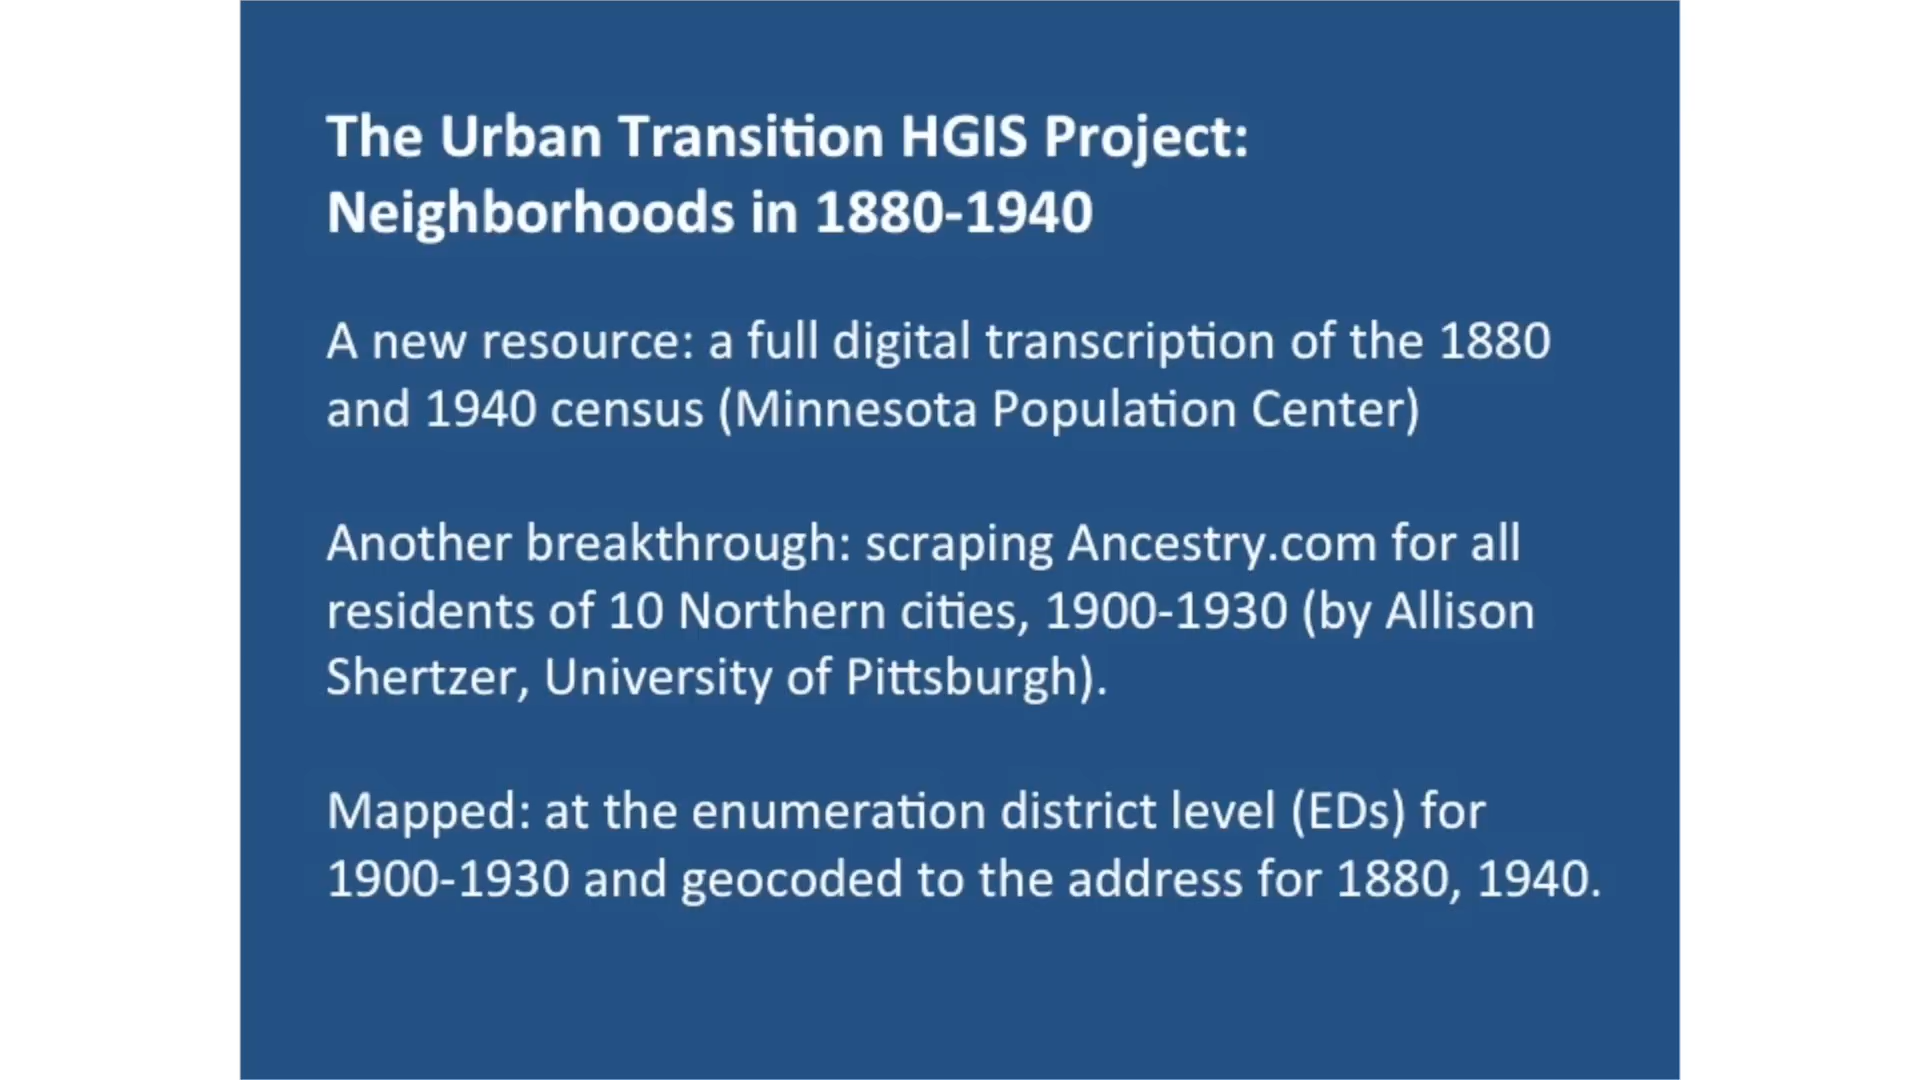 The Urban Transition HGIS Project:
Neighborhoods in 1880-1940
A new resource: a full digital transcription of the 1880
and 1940 census (Minnesota Population Center)
Another breakthrough: scraping Ancestry.com for all
residents of 10 Northern cities, 1900-1930 (by Allison
Shertzer, University of Pittsburgh).
Mapped: at the enumeration district level (EDs) for
1900-1930 and geocoded to the address for 1880, 1940.